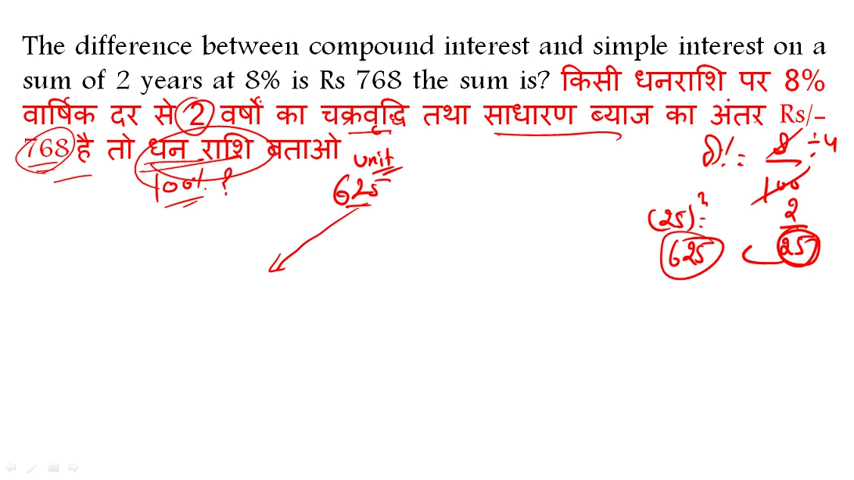 The difference between compound interest and simple interest on a
sum of 2 years at 8% is Rs 768 the sum is? किसी धनराशि पर 8%
वार्षिक दर से 2 वर्षों का चक्रवृद्धि तथा साधारण ब्याज का अंतर Rs/-
768 है तो धन राशि बताओ
unit
100% ?
625
8/100 ÷4
(25)²=
2/25
625